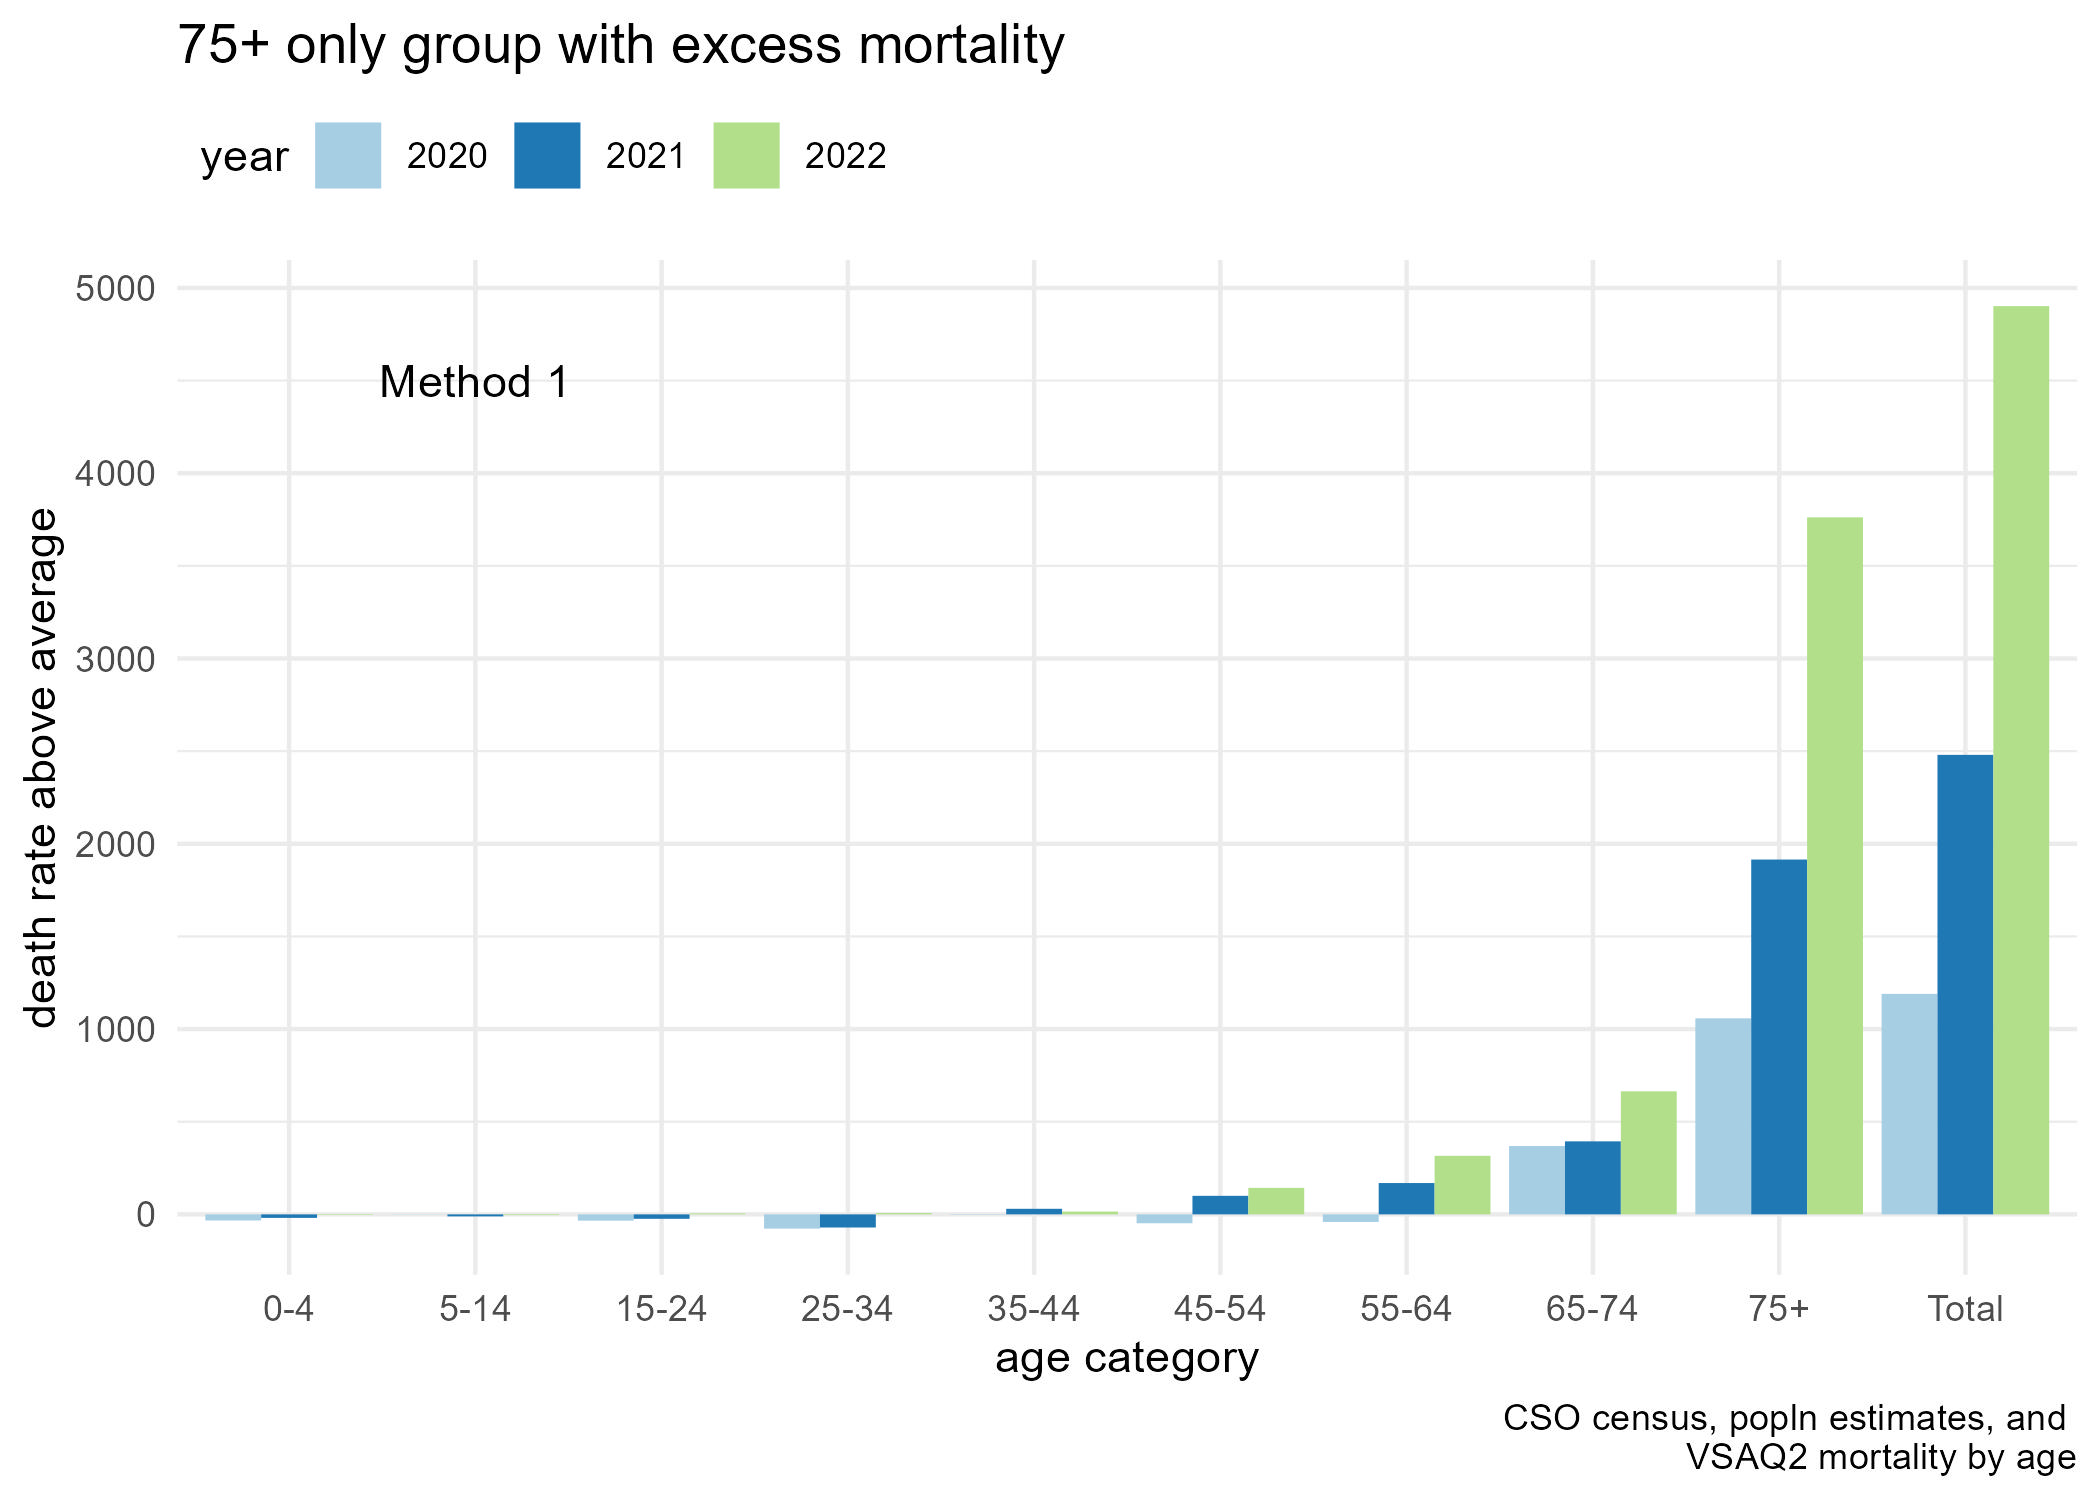 75+ only group with excess mortality
year 2020 2021 2022
5000
4000
3000
2000
1000
0
Method 1
death rate above average
0-4 5-14 15-24 25-34 35-44 45-54 55-64 65-74 75+ Total
age category
CSO census, popln estimates, and
VSAQ2 mortality by age